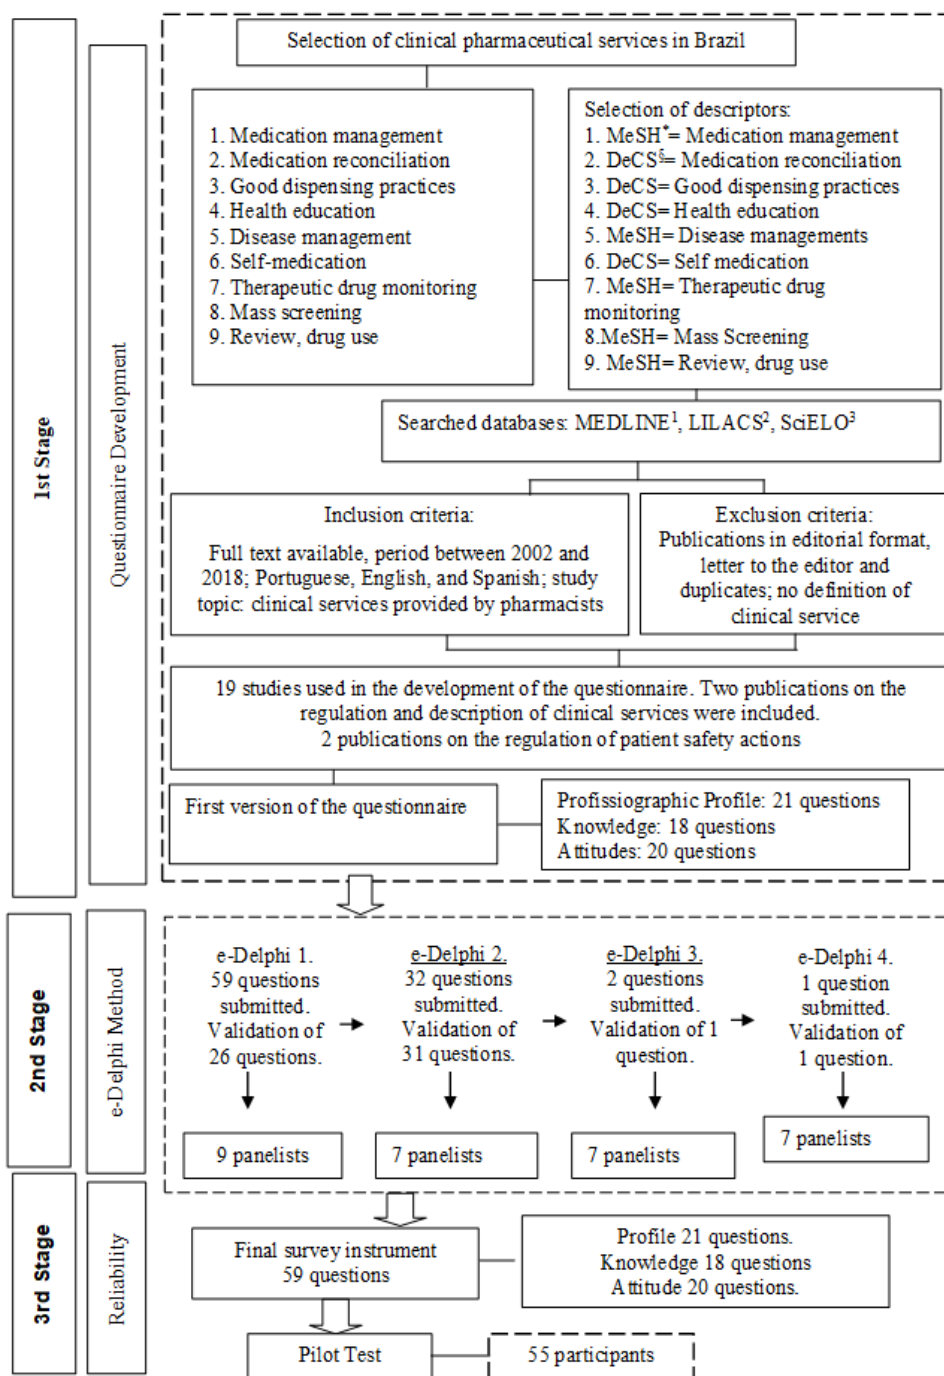 1st Stage
Questionnaire Development
Selection of clinical pharmaceutical services in Brazil
1. Medication management
2. Medication reconciliation
3. Good dispensing practices
4. Health education
5. Disease management
6. Self-medication
7. Therapeutic drug monitoring
8. Mass screening
9. Review, drug use
Selection of descriptors:
1. MeSH*= Medication management
2. DeCS§= Medication reconciliation
3. DeCS= Good dispensing practices
4. DeCS= Health education
5. MeSH= Disease managements
6. DeCS= Self medication
7. MeSH= Therapeutic drug
monitoring
8.MeSH= Mass Screening
9. MeSH= Review, drug use
Searched databases: MEDLINE¹, LILACS², SciELO³
Inclusion criteria:
Full text available, period between 2002 and
2018; Portuguese, English, and Spanish; study
topic: clinical services provided by pharmacists
Exclusion criteria:
Publications in editorial format,
letter to the editor and
duplicates; no definition of
clinical service
19 studies used in the development of the questionnaire. Two publications on the
regulation and description of clinical services were included.
2 publications on the regulation of patient safety actions
First version of the questionnaire
Profissiographic Profile: 21 questions
Knowledge: 18 questions
Attitudes: 20 questions
2nd Stage
e-Delphi Method
e-Delphi 1.
59 questions
submitted.
Validation of
26 questions.
9 panelists
e-Delphi 2.
32 questions
submitted.
Validation of
31 questions.
7 panelists
e-Delphi 3.
2 questions
submitted.
Validation of 1
question.
7 panelists
e-Delphi 4.
1 question
submitted.
Validation of
1 question.
7 panelists
3rd Stage
Reliability
Final survey instrument
59 questions
Profile 21 questions.
Knowledge 18 questions
Attitude 20 questions.
Pilot Test
55 participants